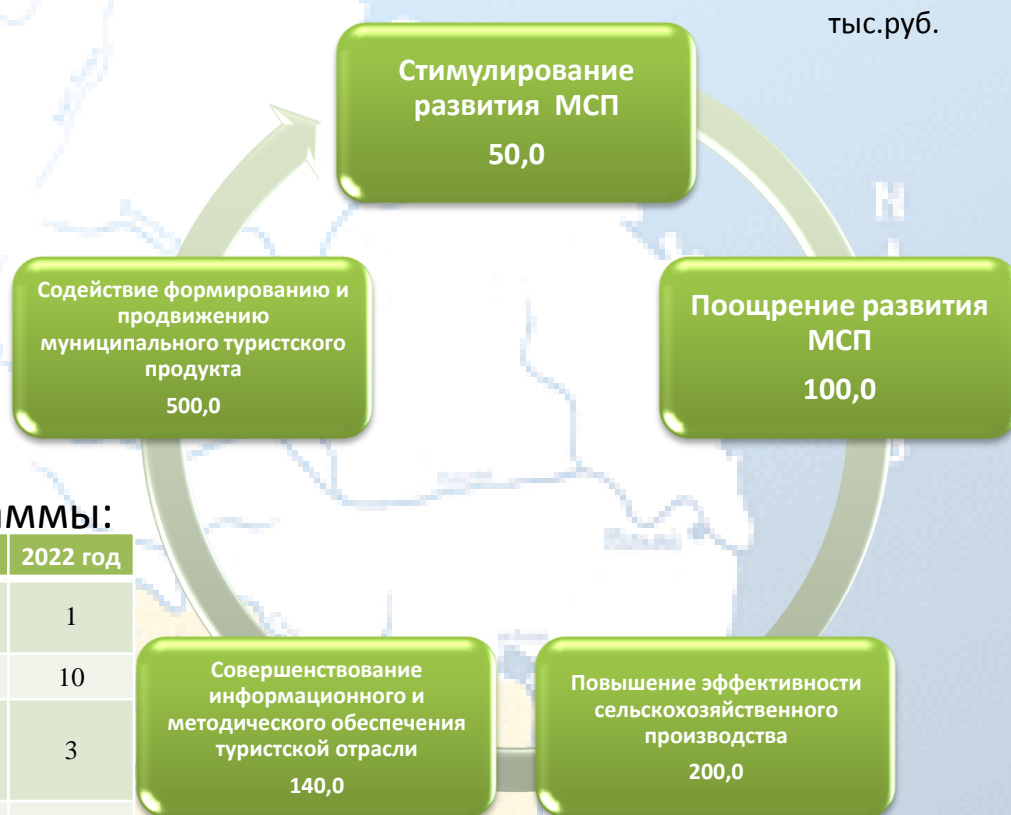 тыс.руб.
Стимулирование
развития МСП
50,0
Содействие формированию и
продвижению
муниципального туристского
продукта
500,0
Поощрение развития
МСП
100,0
аммы:
2022 год
1
10
3
Совершенствование
информационного и
методического обеспечения
туристской отрасли
140,0
Повышение эффективности
сельскохозяйственного
производства
200,0